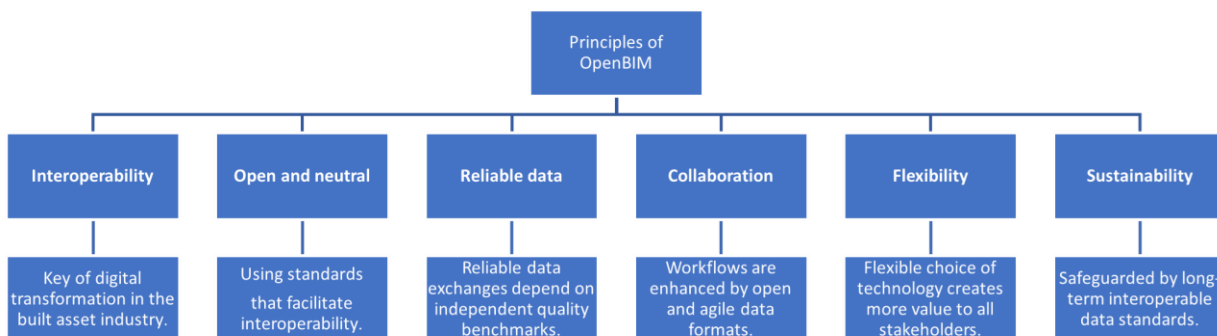 Principles of
OpenBIM
Interoperability
Open and neutral
Reliable data
Collaboration
Flexibility
Sustainability
Key of digital
transformation in the
built asset industry.
Using standards
that facilitate
interoperability.
Reliable data
exchanges depend on
independent quality
benchmarks.
Workflows are
enhanced by open
and agile data
formats.
Flexible choice of
technology creates
more value to all
stakeholders.
Safeguarded by long-
term interoperable
data standards.